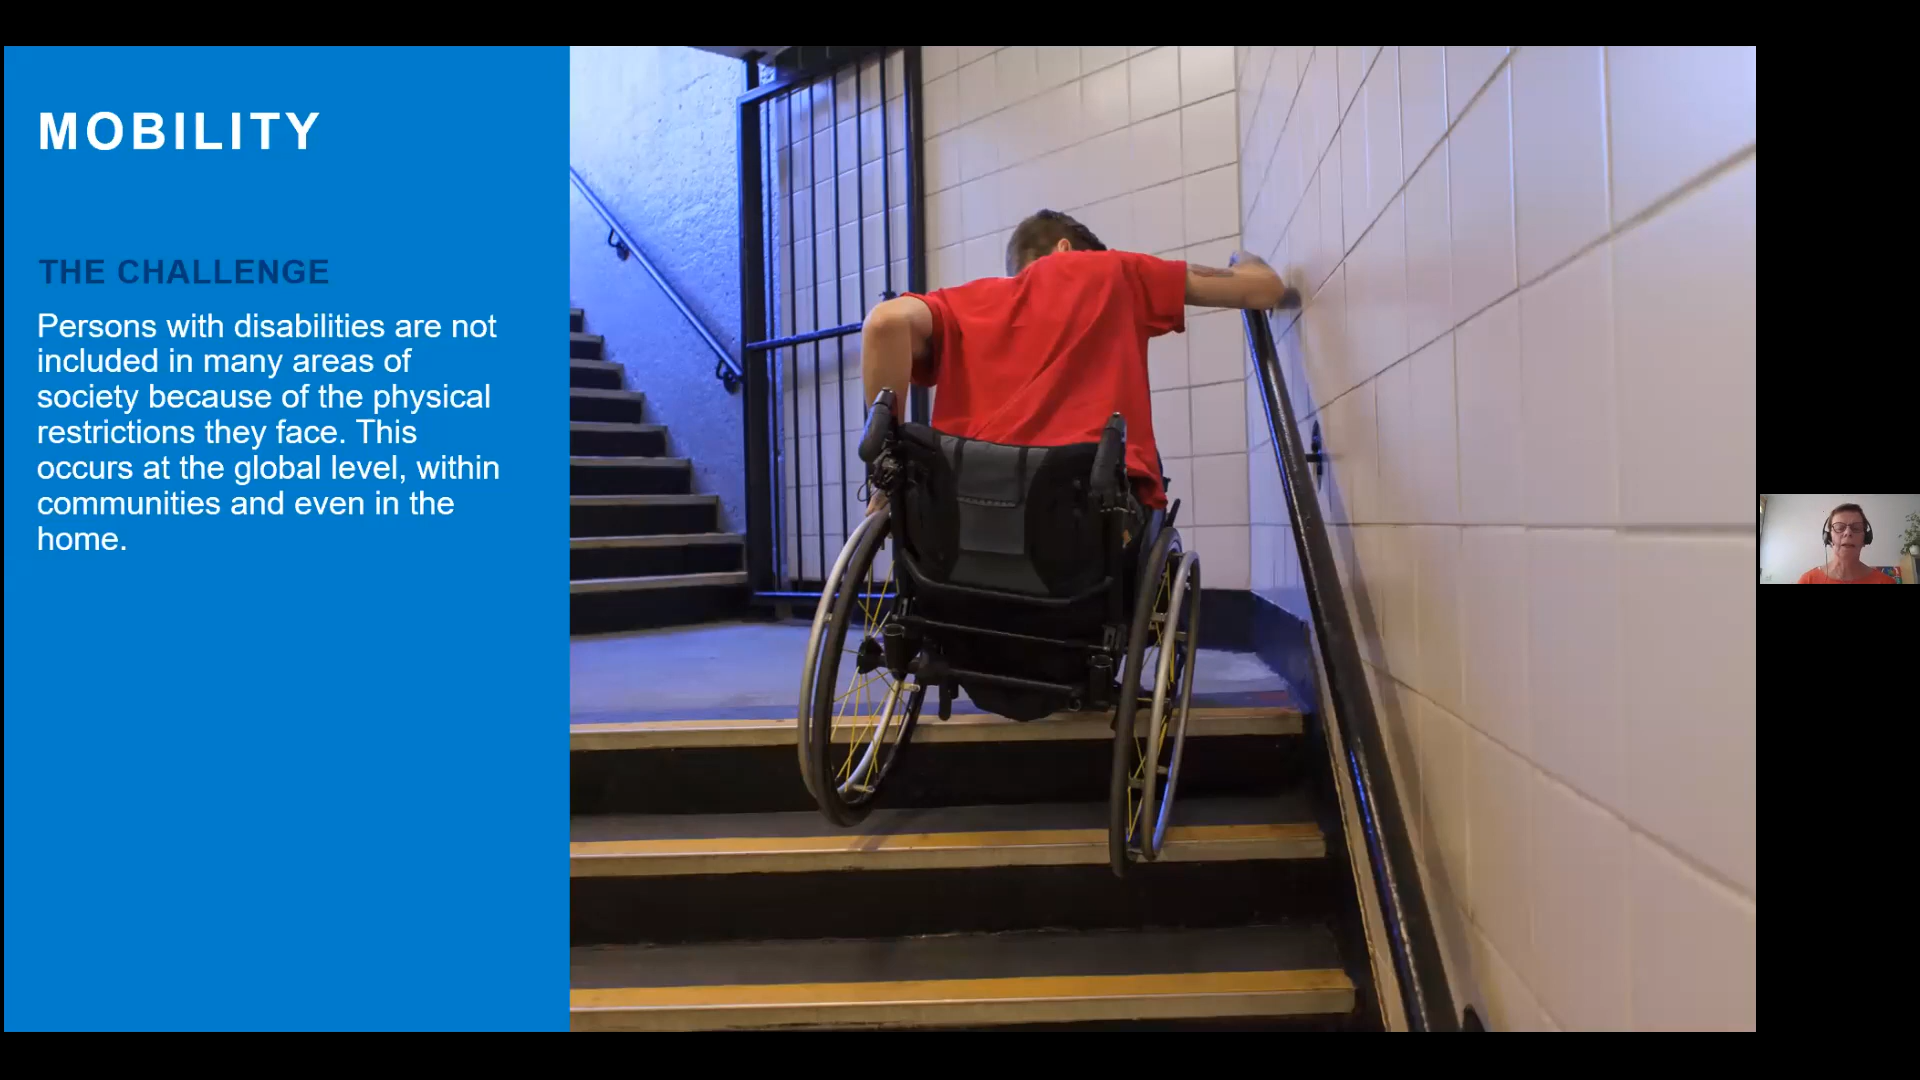 MOBILITY
THE CHALLENGE
Persons with disabilities are not
included in many areas of
society because of the physical
restrictions they face. This
occurs at the global level, within
communities and even in the
home.